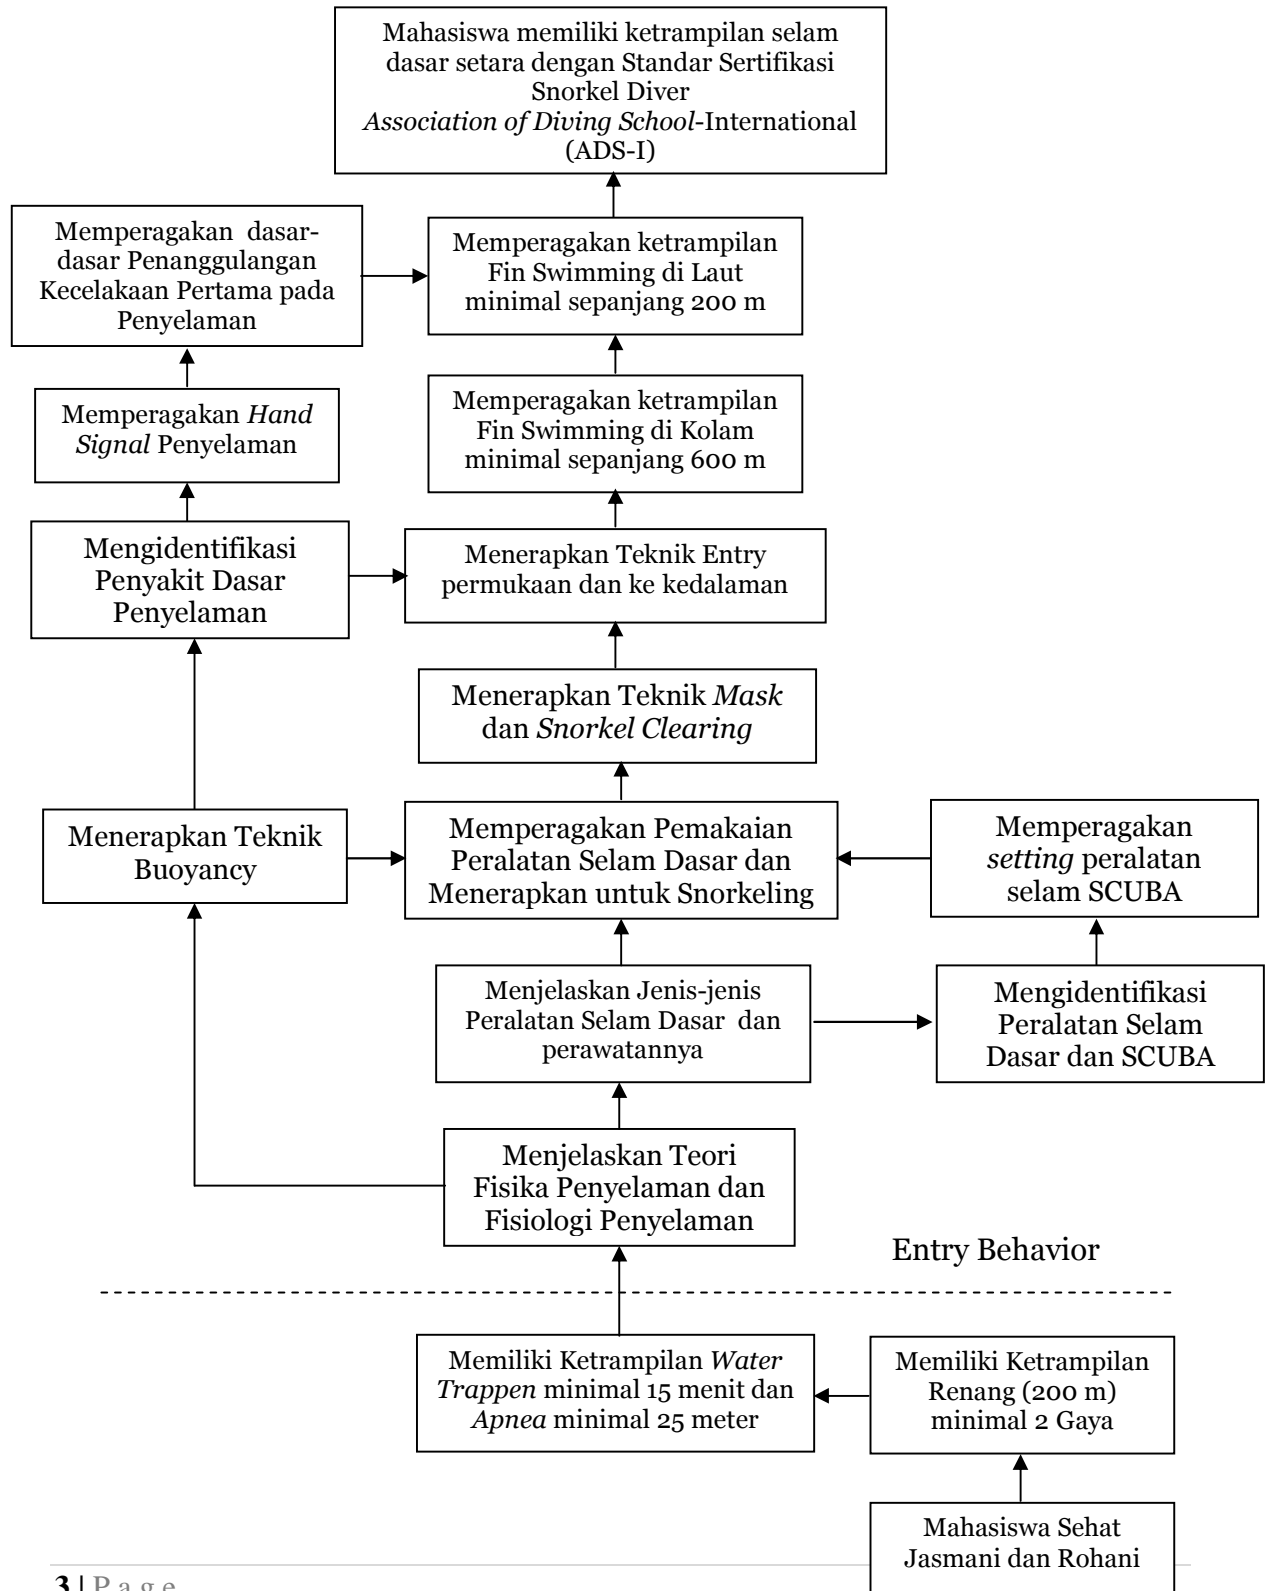 Mahasiswa memiliki ketrampilan selam
dasar setara dengan Standar Sertifikasi
Snorkel Diver
Association of Diving School-International
(ADS-I)
Memperagakan dasar-
dasar Penanggulangan
Kecelakaan Pertama pada
Penyelaman
Memperagakan ketrampilan
Fin Swimming di Laut
minimal sepanjang 200 m
Memperagakan Hand
Signal Penyelaman
Memperagakan ketrampilan
Fin Swimming di Kolam
minimal sepanjang 600 m
Mengidentifikasi
Penyakit Dasar
Penyelaman
Menerapkan Teknik Entry
permukaan dan ke kedalaman
Menerapkan Teknik Mask
dan Snorkel Clearing
Menerapkan Teknik
Buoyancy
Memperagakan Pemakaian
Peralatan Selam Dasar dan
Menerapkan untuk Snorkeling
Memperagakan
setting peralatan
selam SCUBA
Menjelaskan Jenis-jenis
Peralatan Selam Dasar dan
perawatannya
Mengidentifikasi
Peralatan Selam
Dasar dan SCUBA
Menjelaskan Teori
Fisika Penyelaman dan
Fisiologi Penyelaman
Entry Behavior
Memiliki Ketrampilan Water
Trappen minimal 15 menit dan
Apnea minimal 25 meter
Memiliki Ketrampilan
Renang (200 m)
minimal 2 Gaya
Mahasiswa Sehat
Jasmani dan Rohani
3 | P a g e